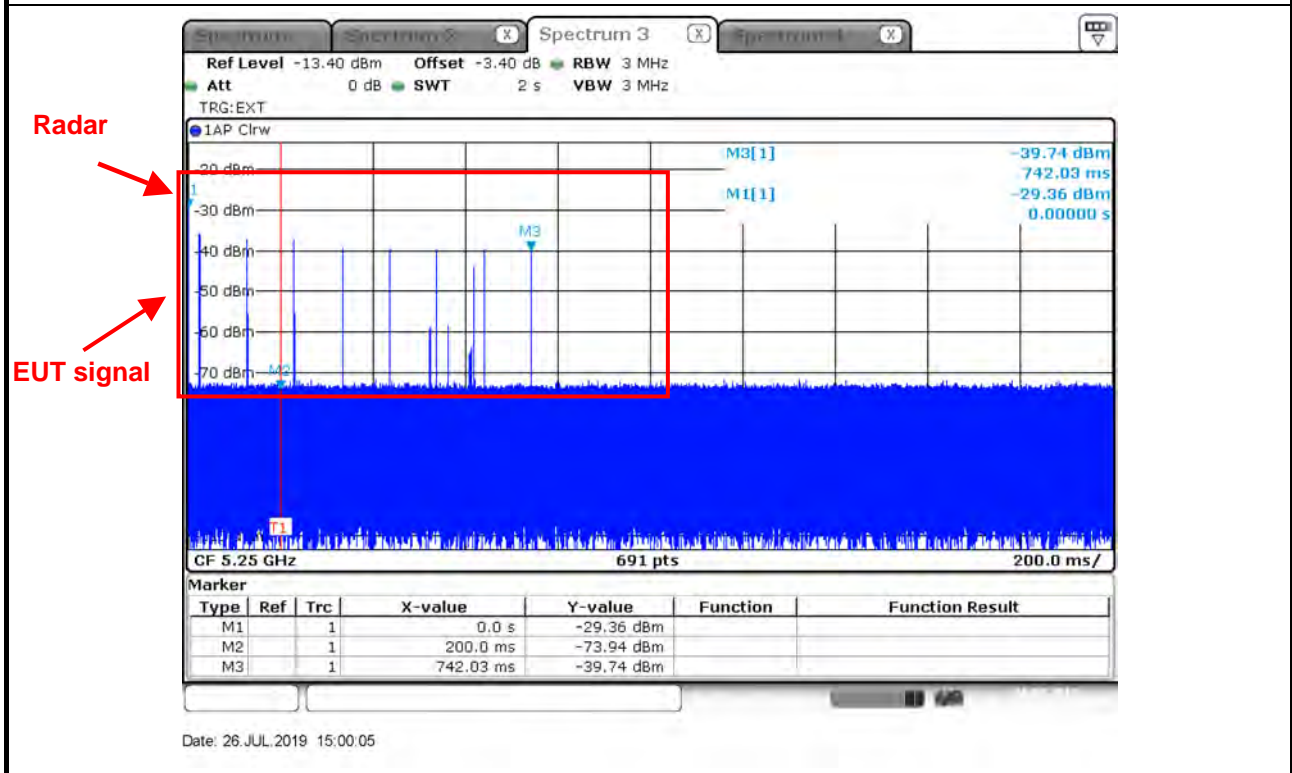 Spectrum 3
Ref Level -13.40 dBm Offset -3.40 dB RBW 3 MHz
Att 0 dB SWT 2 s VBW 3 MHz
TRG:EXT
1AP Clrw
Radar
M3[1] -39.74 dBm
742.03 ms
M1[1] -29.36 dBm
0.00000 s
-20 dBm
1
-30 dBm
M3
-40 dBm
-50 dBm
-60 dBm
EUT signal
-70 dBm
M2
T1
CF 5.25 GHz 691 pts 200.0 ms/
Marker
Type Ref Trc X-value Y-value Function Function Result
M1 1 0.0 s -29.36 dBm
M2 1 200.0 ms -73.94 dBm
M3 1 742.03 ms -39.74 dBm
Date: 26.JUL.2019 15:00:05